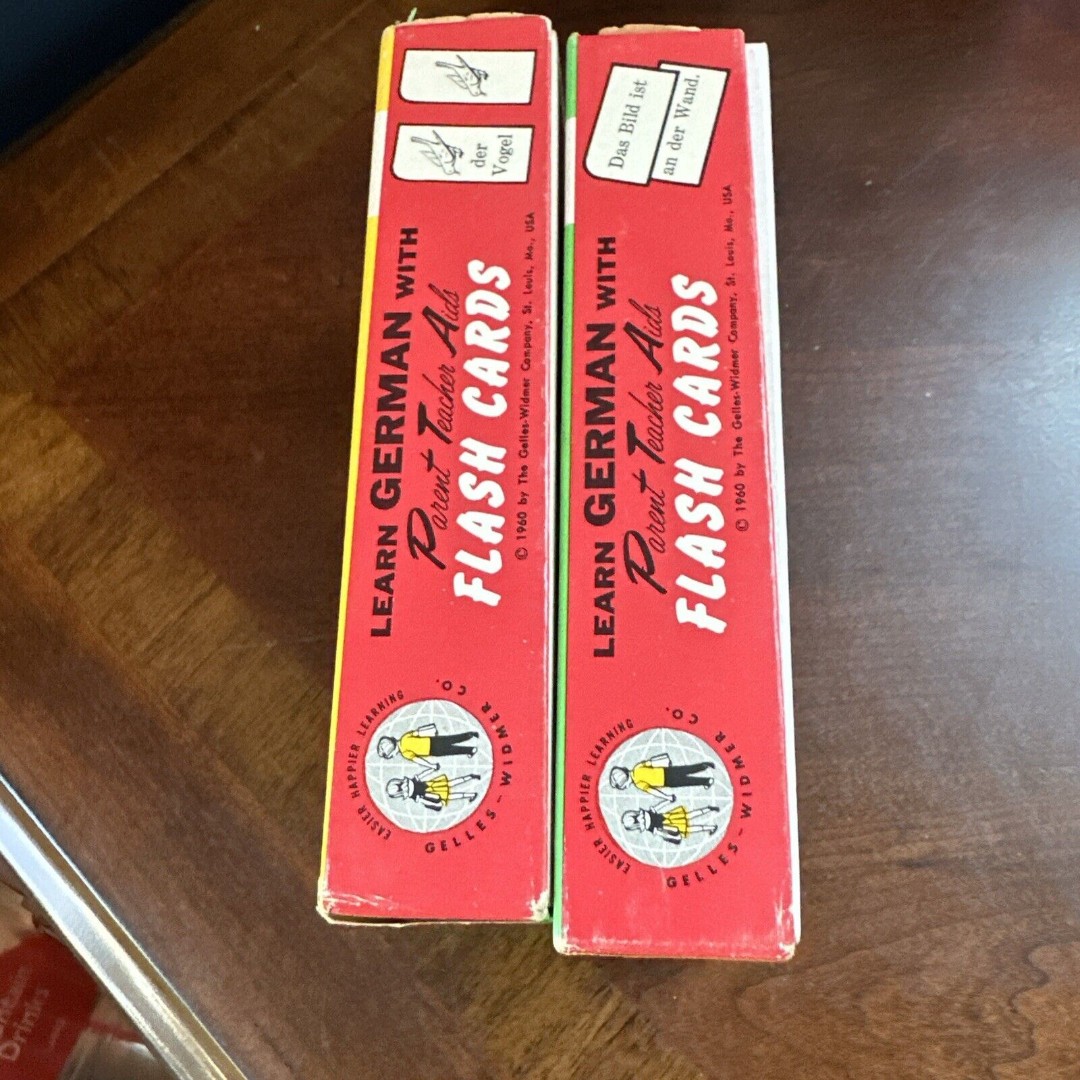 der
Vogel
LEARN GERMAN WITH
Parent Teacher Aids
FLASH CARDS
© 1960 by The Gelles-Widmer Company, St. Louis, Mo., USA
EASIER HAPPIER LEARNING
GELLES-WIDMER CO.
Das Bild ist
an der Wand.
LEARN GERMAN WITH
Parent Teacher Aids
FLASH CARDS
© 1960 by The Gelles-Widmer Company, St. Louis, Mo., USA
EASIER HAPPIER LEARNING
GELLES-WIDMER CO.
Drinks